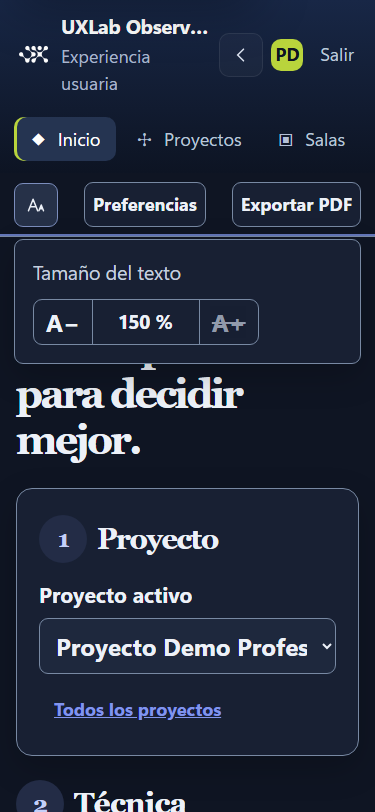 UXLab Observ...
Experiencia
usuaria
PD
Salir
Inicio
Proyectos
Salas
AA
Preferencias
Exportar PDF
Tamaño del texto
A−
150 %
A+
para decidir
mejor.
1
Proyecto
Proyecto activo
Proyecto Demo Profes
Todos los proyectos
2
Técnica